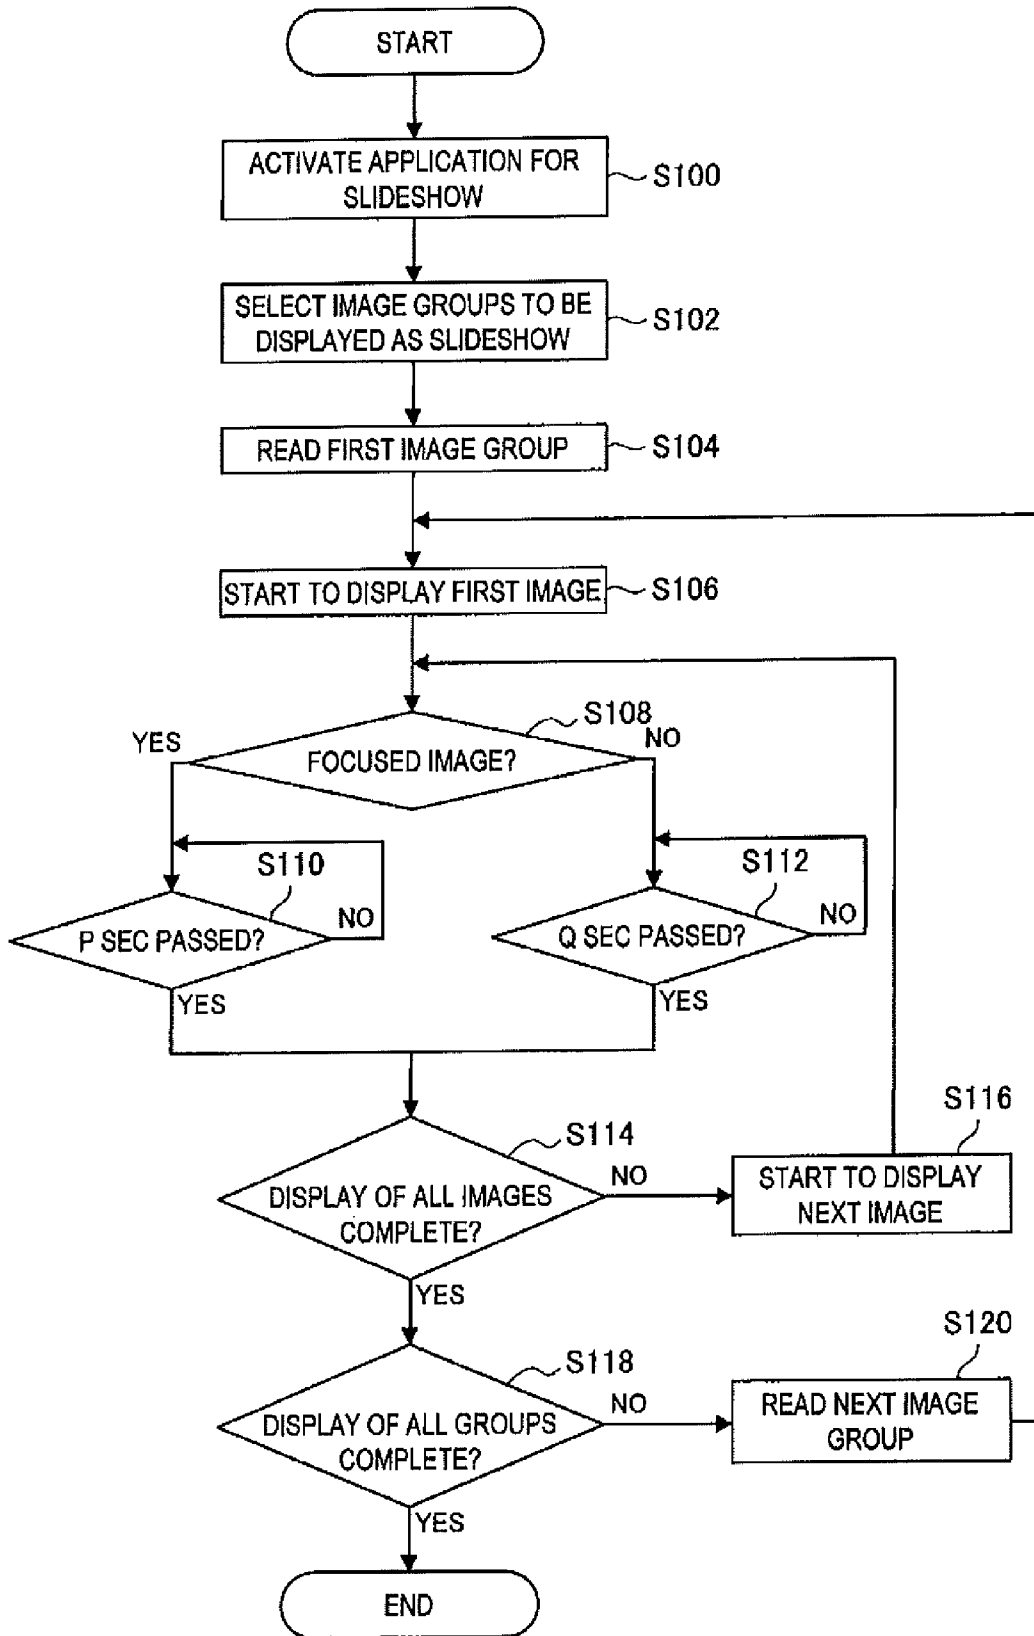 START
ACTIVATE APPLICATION FOR
SLIDESHOW
S100
SELECT IMAGE GROUPS TO BE
DISPLAYED AS SLIDESHOW
S102
READ FIRST IMAGE GROUP
S104
START TO DISPLAY FIRST IMAGE
S106
S108
YES
NO
FOCUSED IMAGE?
S110
S112
P SEC PASSED?
NO
Q SEC PASSED?
NO
YES
YES
S114
S116
DISPLAY OF ALL IMAGES
COMPLETE?
NO
START TO DISPLAY
NEXT IMAGE
YES
S118
S120
DISPLAY OF ALL GROUPS
COMPLETE?
NO
READ NEXT IMAGE
GROUP
YES
END